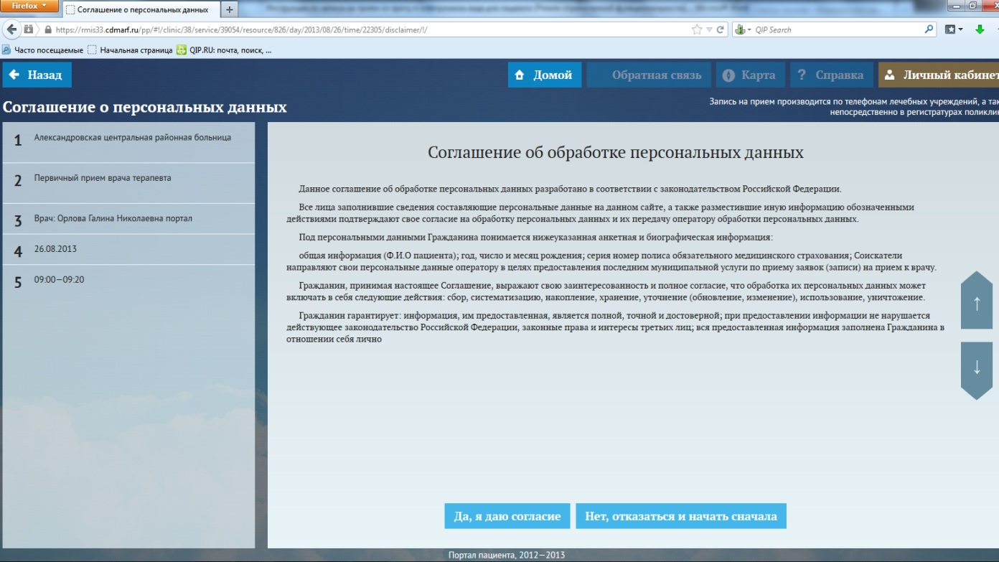 Firefox
Соглашение о персональных данных
https://rmis33.cdmarf.ru/pp/#!/clinic/38/service/39054/resource/826/day/2013/08/26/time/22305/disclaimer/!/
QIP Search
Часто посещаемые
Начальная страница
QIP.RU: почта, поиск, ...
Назад
Домой
Обратная связь
Карта
? Справка
Личный кабинет
Соглашение о персональных данных
Запись на прием производится по телефонам лечебных учреждений, а так
непосредственно в регистратурах поликлин
1 Александровская центральная районная больница
2 Первичный прием врача терапевта
3 Врач: Орлова Галина Николаевна портал
4 26.08.2013
5 09:00—09:20
Соглашение об обработке персональных данных
Данное соглашение об обработке персональных данных разработано в соответствии с законодательством Российской Федерации.
Все лица заполнившие сведения составляющие персональные данные на данном сайте, а также разместившие иную информацию обозначенными
действиями подтверждают свое согласие на обработку персональных данных и их передачу оператору обработки персональных данных.
Под персональными данными Гражданина понимается нижеуказанная анкетная и биографическая информация:
общая информация (Ф.И.О пациента); год, число и месяц рождения; серия номер полиса обязательного медицинского страхования; Соискатели
направляют свои персональные данные оператору в целях предоставления последним муниципальной услуги по приему заявок (записи) на прием к врачу.
Гражданин, принимая настоящее Соглашение, выражают свою заинтересованность и полное согласие, что обработка их персональных данных может
включать в себя следующие действия: сбор, систематизацию, накопление, хранение, уточнение (обновление, изменение), использование, уничтожение.
Гражданин гарантирует: информация, им предоставленная, является полной, точной и достоверной; при предоставлении информации не нарушается
действующее законодательство Российской Федерации, законные права и интересы третьих лиц; вся предоставленная информация заполнена Гражданина в
отношении себя лично
Да, я даю согласие
Нет, отказаться и начать сначала
Портал пациента, 2012—2013